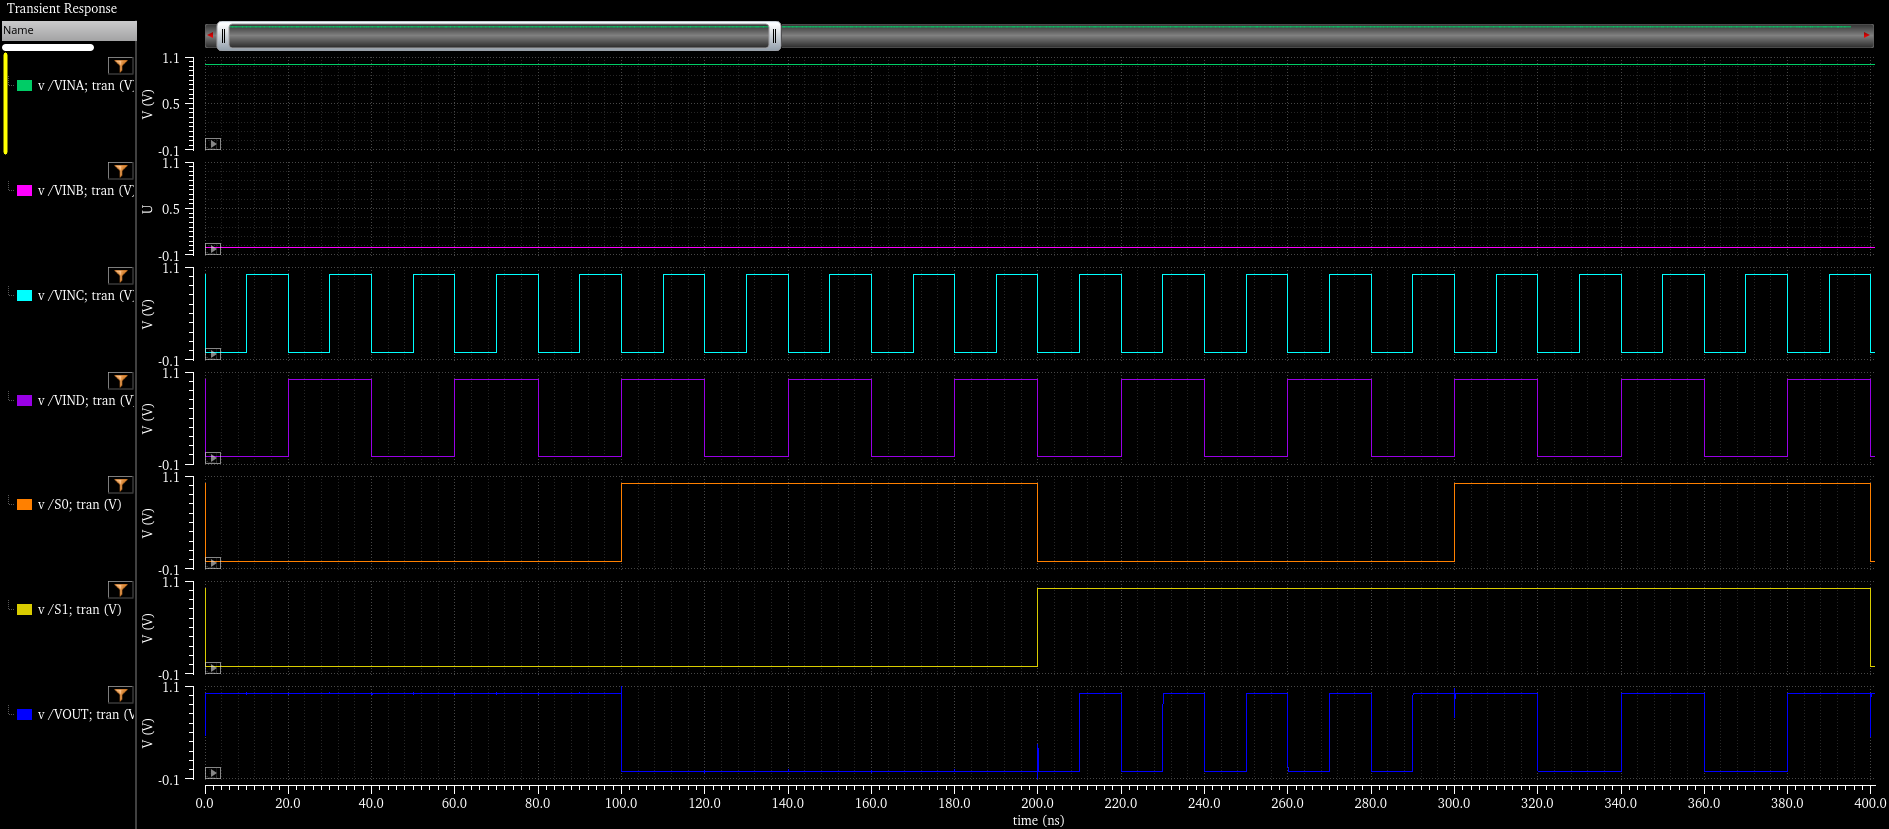 Transient Response
Name
v /VINA; tran (V)
1.1
0.5
-0.1
V (V)
v /VINB; tran (V)
1.1
0.5
-0.1
U
v /VINC; tran (V)
1.1
-0.1
V (V)
v /VIND; tran (V)
1.1
-0.1
V (V)
v /S0; tran (V)
1.1
-0.1
V (V)
v /S1; tran (V)
1.1
-0.1
V (V)
v /VOUT; tran (V
1.1
-0.1
V (V)
0.0 20.0 40.0 60.0 80.0 100.0 120.0 140.0 160.0 180.0 200.0 220.0 240.0 260.0 280.0 300.0 320.0 340.0 360.0 380.0 400.0
time (ns)